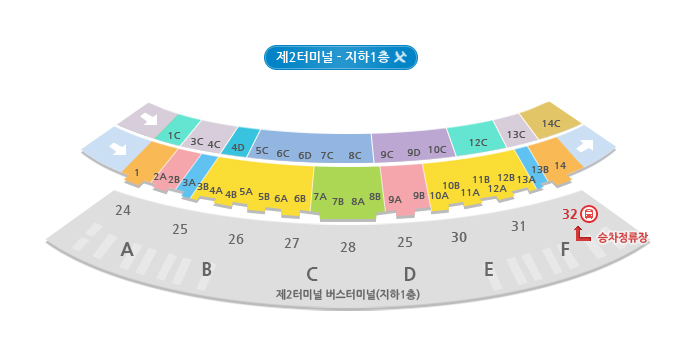 제2터미널 - 지하1층
1C 3C 4C 4D 5C 6C 6D 7C 8C 9C 9D 10C 12C 13C 14C
1 2A 2B 3A 3B 4A 4B 5A 5B 6A 6B 7A 7B 8A 8B 9A 9B 10A 10B 11A 11B 12A 12B 13A 13B 14
24 25 26 27 28 25 30 31 32
승차정류장
A B C D E F
제2터미널 버스터미널(지하1층)